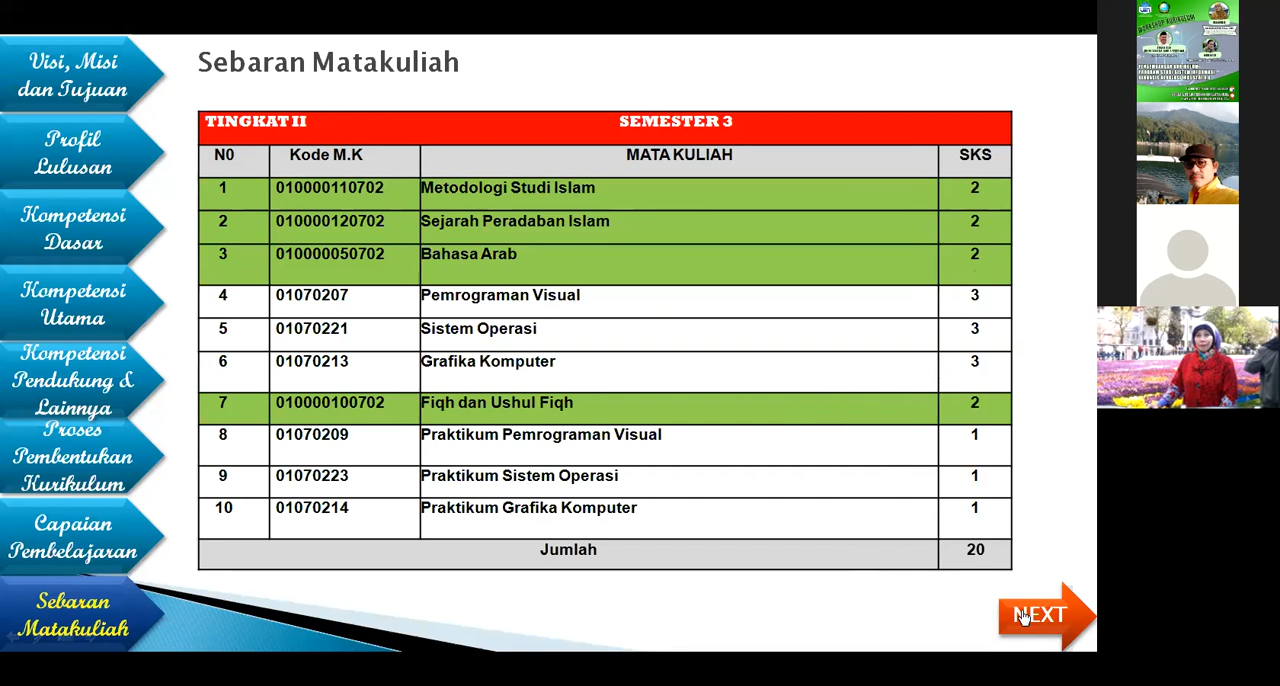 Visi, Misi
dan Tujuan
Profil
Lulusan
Kompetensi
Dasar
Kompetensi
Utama
Kompetensi
Pendukung &
Lainnya
Proses
Pembentukan
Kurikulum
Capaian
Pembelajaran
Sebaran
Matakuliah
Sebaran Matakuliah
TINGKAT II SEMESTER 3
N0 Kode M.K MATA KULIAH SKS
1 010000110702 Metodologi Studi Islam 2
2 010000120702 Sejarah Peradaban Islam 2
3 010000050702 Bahasa Arab 2
4 01070207 Pemrograman Visual 3
5 01070221 Sistem Operasi 3
6 01070213 Grafika Komputer 3
7 010000100702 Fiqh dan Ushul Fiqh 2
8 01070209 Praktikum Pemrograman Visual 1
9 01070223 Praktikum Sistem Operasi 1
10 01070214 Praktikum Grafika Komputer 1
Jumlah 20
NEXT
WORKSHOP KURIKULUM